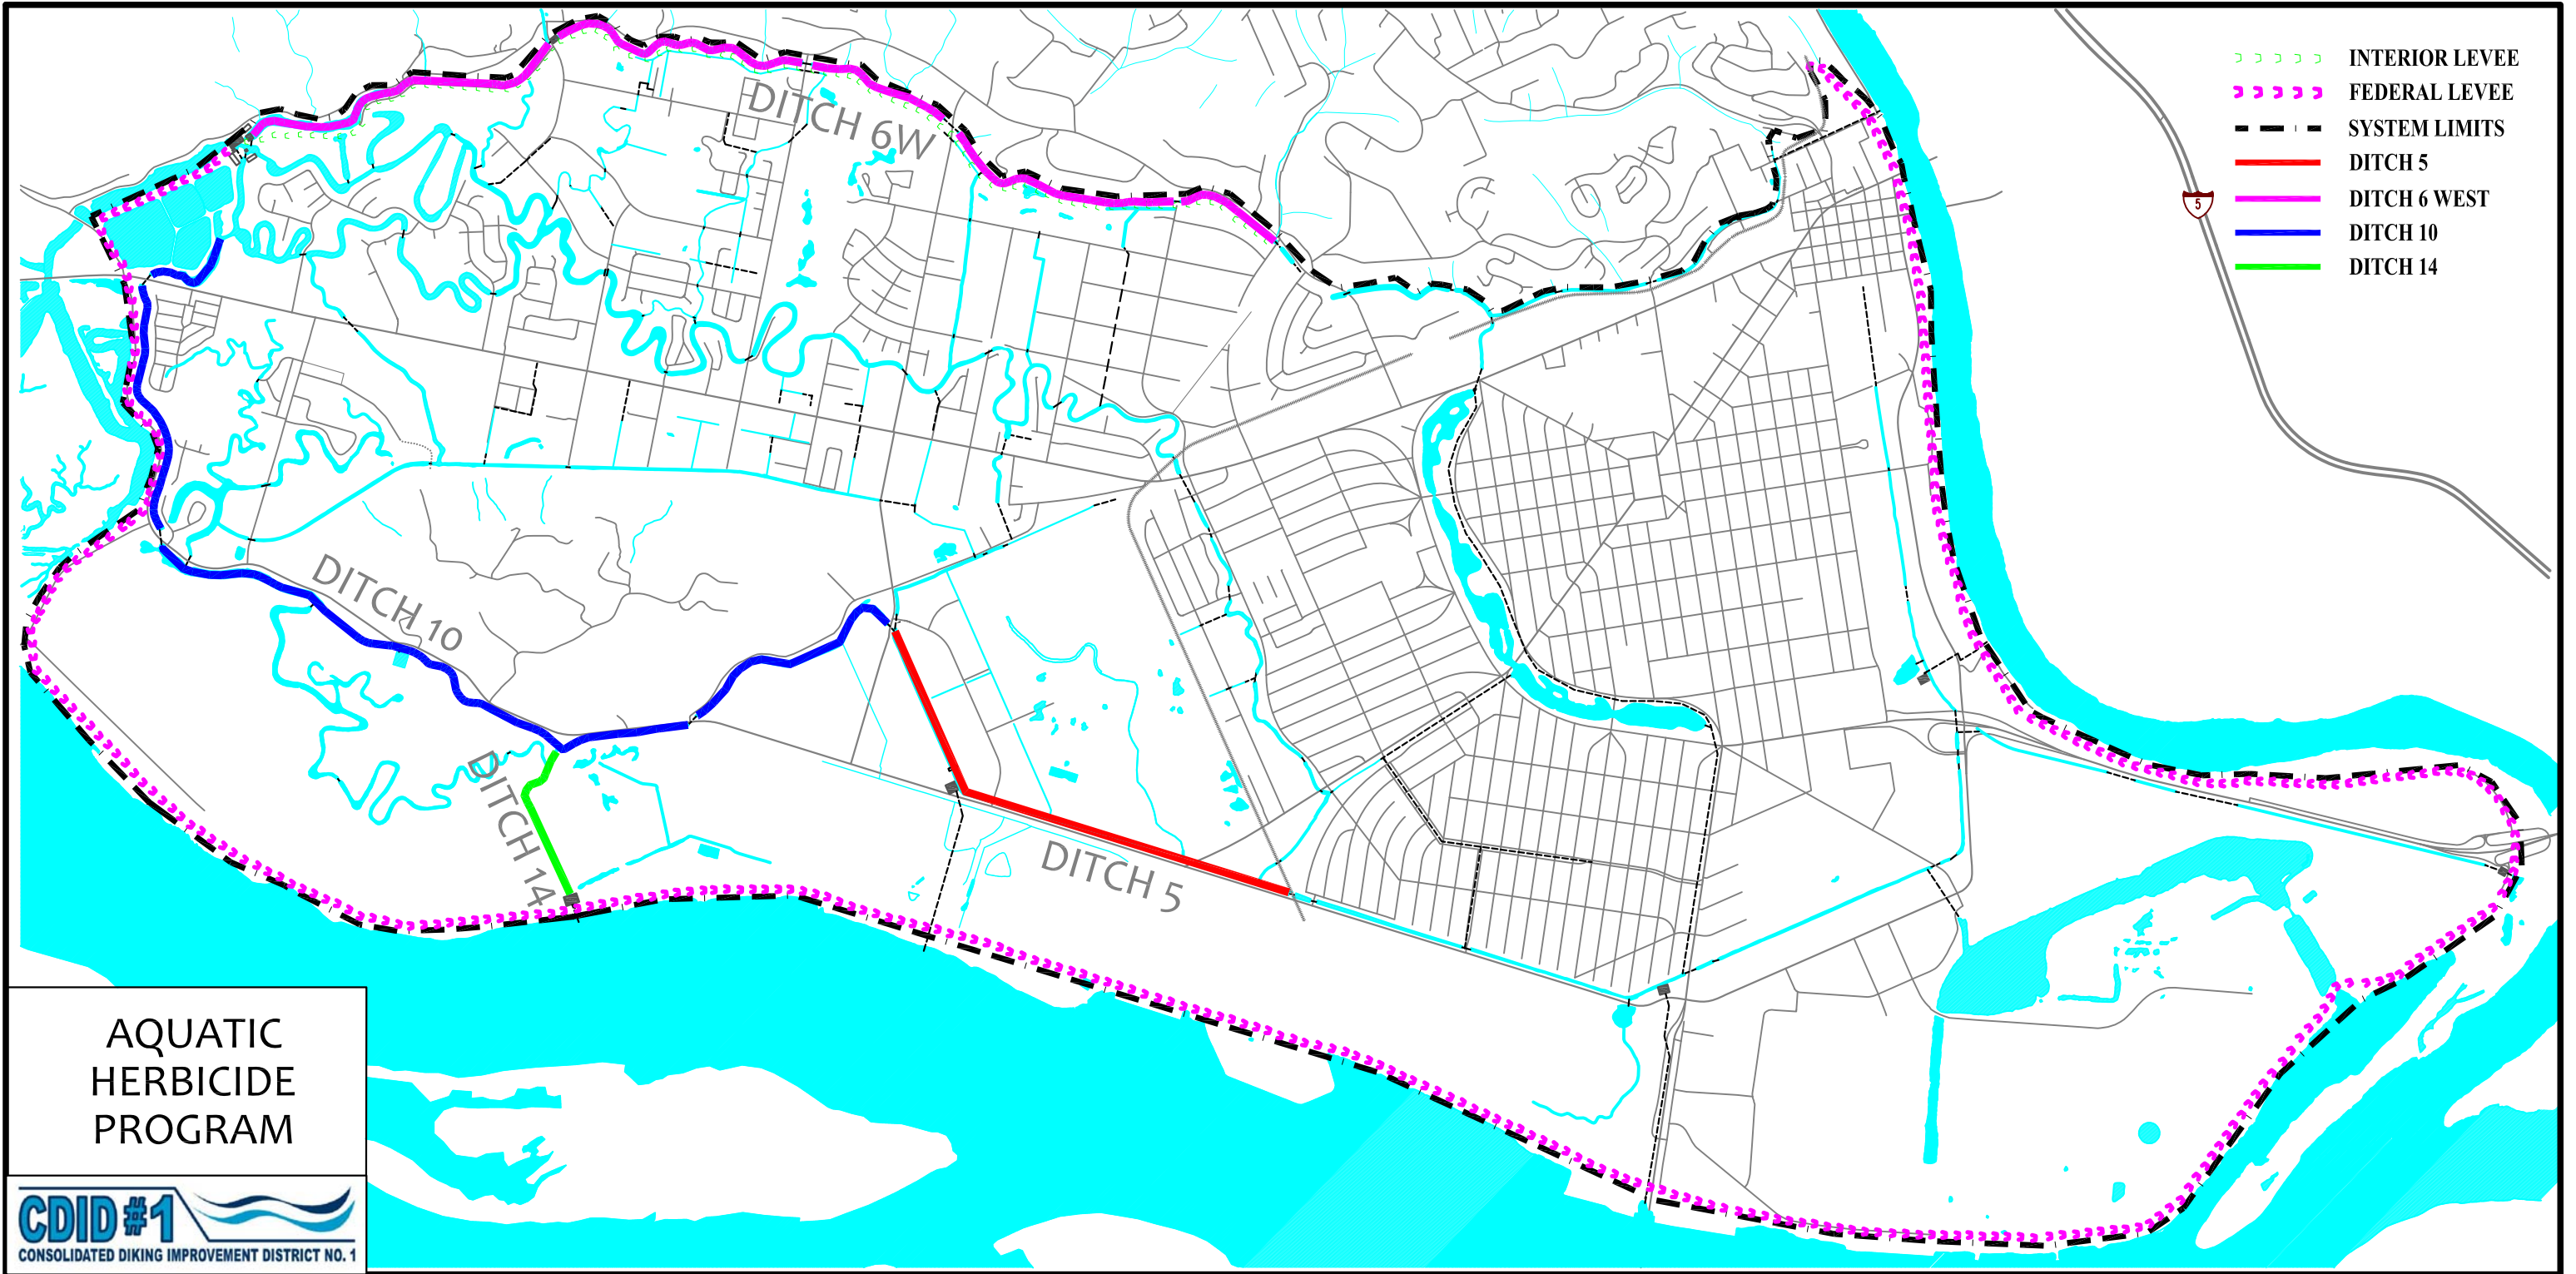 INTERIOR LEVEE
FEDERAL LEVEE
SYSTEM LIMITS
DITCH 5
DITCH 6 WEST
DITCH 10
DITCH 14
5
DITCH 6W
DITCH 10
DITCH 14
DITCH 5
AQUATIC
HERBICIDE
PROGRAM
CDID #1
CONSOLIDATED DIKING IMPROVEMENT DISTRICT NO. 1